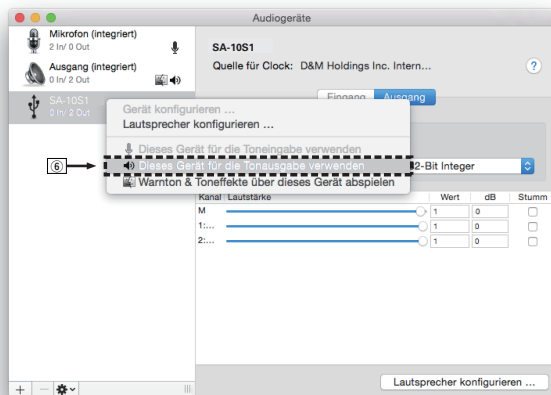 Audiogeräte
Mikrofon (integriert)
2 In/ 0 Out
Ausgang (integriert)
0 In/ 2 Out
SA-10S1
0 In/ 2 Out
SA-10S1
Quelle für Clock: D&M Holdings Inc. Intern...
?
Eingang Ausgang
Gerät konfigurieren ...
Lautsprecher konfigurieren ...
Dieses Gerät für die Toneingabe verwenden
⑥ Dieses Gerät für die Tonausgabe verwenden
2-Bit Integer
Warnton & Toneffekte über dieses Gerät abspielen
Kanal Lautstärke Wert dB Stumm
M 1 0
1:... 1 0
2:... 1 0
Lautsprecher konfigurieren ...